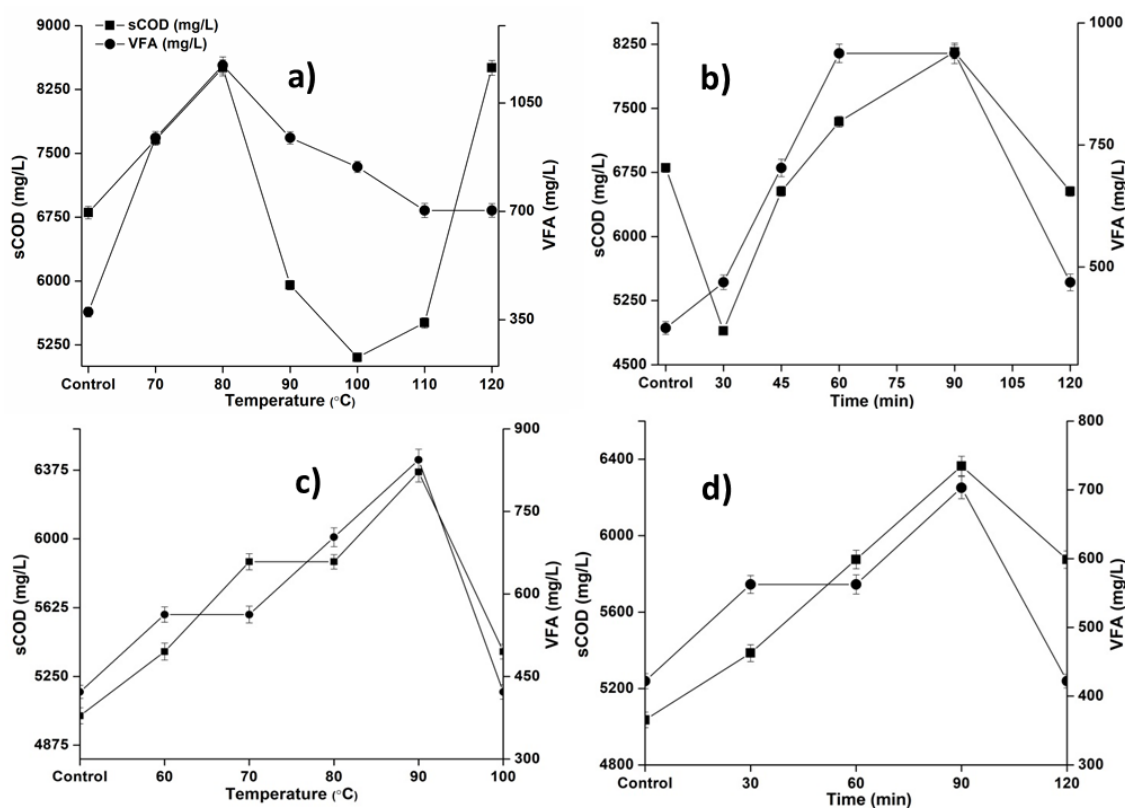 sCOD (mg/L)
VFA (mg/L)
a)
9000
8250
7500
6750
6000
5250
sCOD (mg/L)
1050
700
350
VFA (mg/L)
Control 70 80 90 100 110 120
Temperature (°C)
b)
8250
7500
6750
6000
5250
4500
sCOD (mg/L)
1000
750
500
VFA (mg/L)
Control 30 45 60 75 90 105 120
Time (min)
c)
6375
6000
5625
5250
4875
sCOD (mg/L)
900
750
600
450
300
VFA (mg/L)
Control 60 70 80 90 100
Temperature (°C)
d)
6400
6000
5600
5200
4800
sCOD (mg/L)
800
700
600
500
400
300
VFA (mg/L)
Control 30 60 90 120
Time (min)